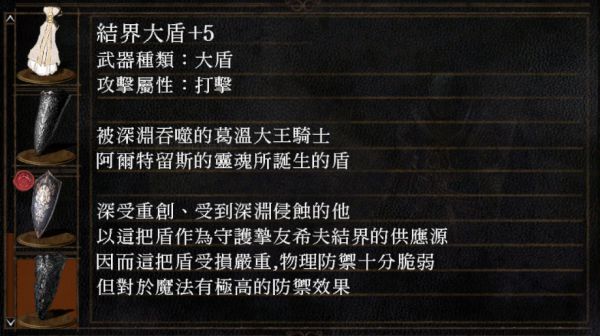 結界大盾+5
武器種類：大盾
攻擊屬性：打擊
被深淵吞噬的葛溫大王騎士
阿爾特留斯的靈魂所誕生的盾
深受重創、受到深淵侵蝕的他
以這把盾作為守護摯友希夫結界的供應源
因而這把盾受損嚴重,物理防禦十分脆弱
但對於魔法有極高的防禦效果